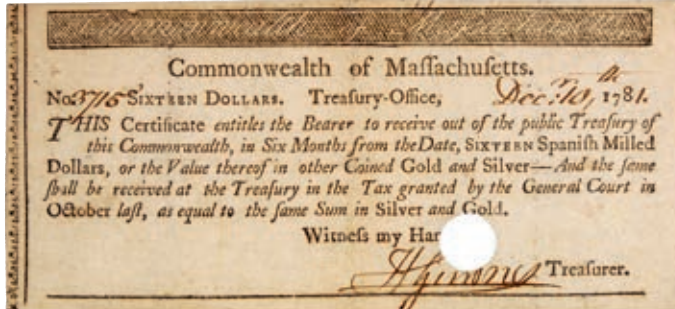 Commonwealth of Maſſachuſetts.
No. 3715 SIXTEEN DOLLARS. Treaſury-Office, Decr. 10th, 1781.
THIS Certificate entitles the Bearer to receive out of the public Treaſury of
this Commonwealth, in Six Months from the Date, SIXTEEN Spaniſh Milled
Dollars, or the Value thereof in other Coined Gold and Silver—And the ſame
ſhall be received at the Treaſury in the Tax granted by the General Court in
October laſt, as equal to the ſame Sum in Silver and Gold.
Witneſs my Han
Treaſurer.